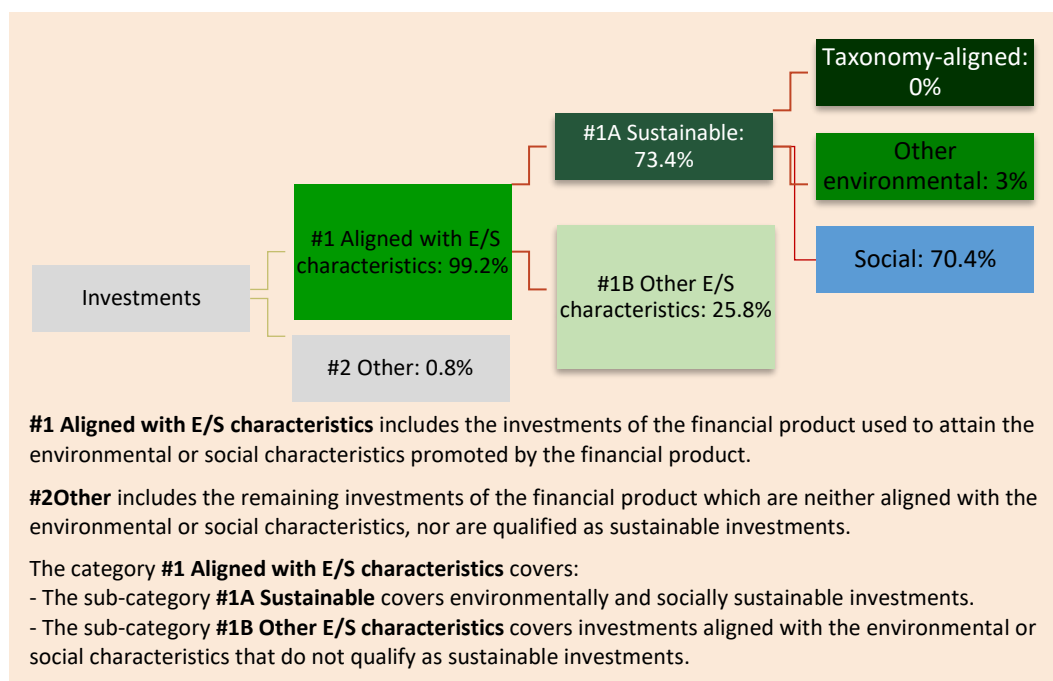 Taxonomy-aligned:
0%
#1A Sustainable:
73.4%
Other
environmental: 3%
#1 Aligned with E/S
characteristics: 99.2%
Social: 70.4%
#1B Other E/S
characteristics: 25.8%
Investments
#2 Other: 0.8%
#1 Aligned with E/S characteristics includes the investments of the financial product used to attain the
environmental or social characteristics promoted by the financial product.
#2Other includes the remaining investments of the financial product which are neither aligned with the
environmental or social characteristics, nor are qualified as sustainable investments.
The category #1 Aligned with E/S characteristics covers:
- The sub-category #1A Sustainable covers environmentally and socially sustainable investments.
- The sub-category #1B Other E/S characteristics covers investments aligned with the environmental or
social characteristics that do not qualify as sustainable investments.